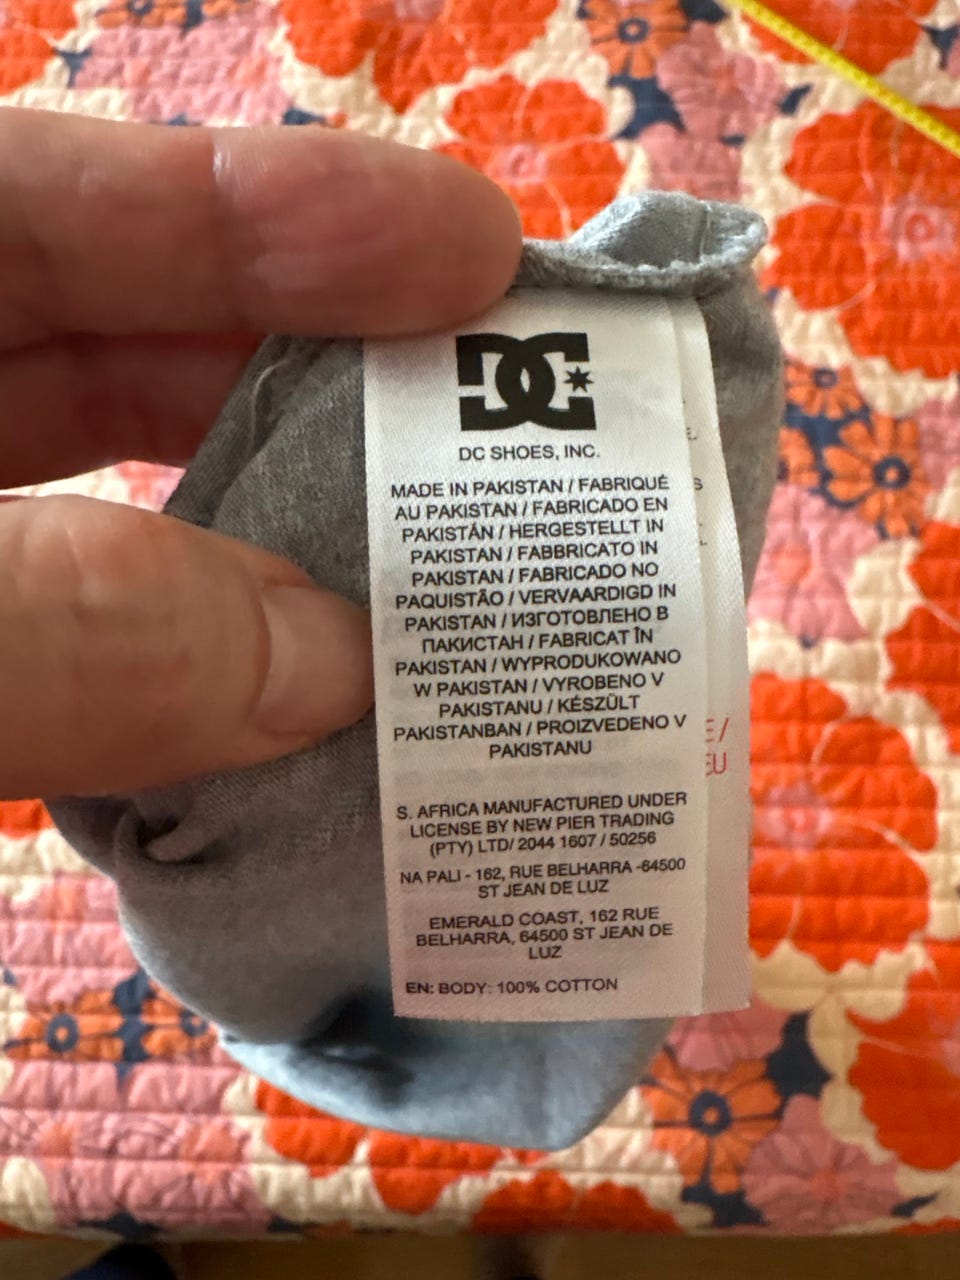 DC
DC SHOES, INC.
MADE IN PAKISTAN / FABRIQUÉ
AU PAKISTAN / FABRICADO EN
PAKISTÁN / HERGESTELLT IN
PAKISTAN / FABBRICATO IN
PAKISTAN / FABRICADO NO
PAQUISTÃO / VERVAARDIGD IN
PAKISTAN / ИЗГОТОВЛЕНО В
ПАКИСТАН / FABRICAT ÎN
PAKISTAN / WYPRODUKOWANO
W PAKISTAN / VYROBENO V
PAKISTANU / KÉSZÜLT
PAKISTANBAN / PROIZVEDENO V
PAKISTANU
S. AFRICA MANUFACTURED UNDER
LICENSE BY NEW PIER TRADING
(PTY) LTD/ 2044 1607 / 50256
NA PALI - 162, RUE BELHARRA -64500
ST JEAN DE LUZ
EMERALD COAST, 162 RUE
BELHARRA, 64500 ST JEAN DE
LUZ
EN: BODY: 100% COTTON